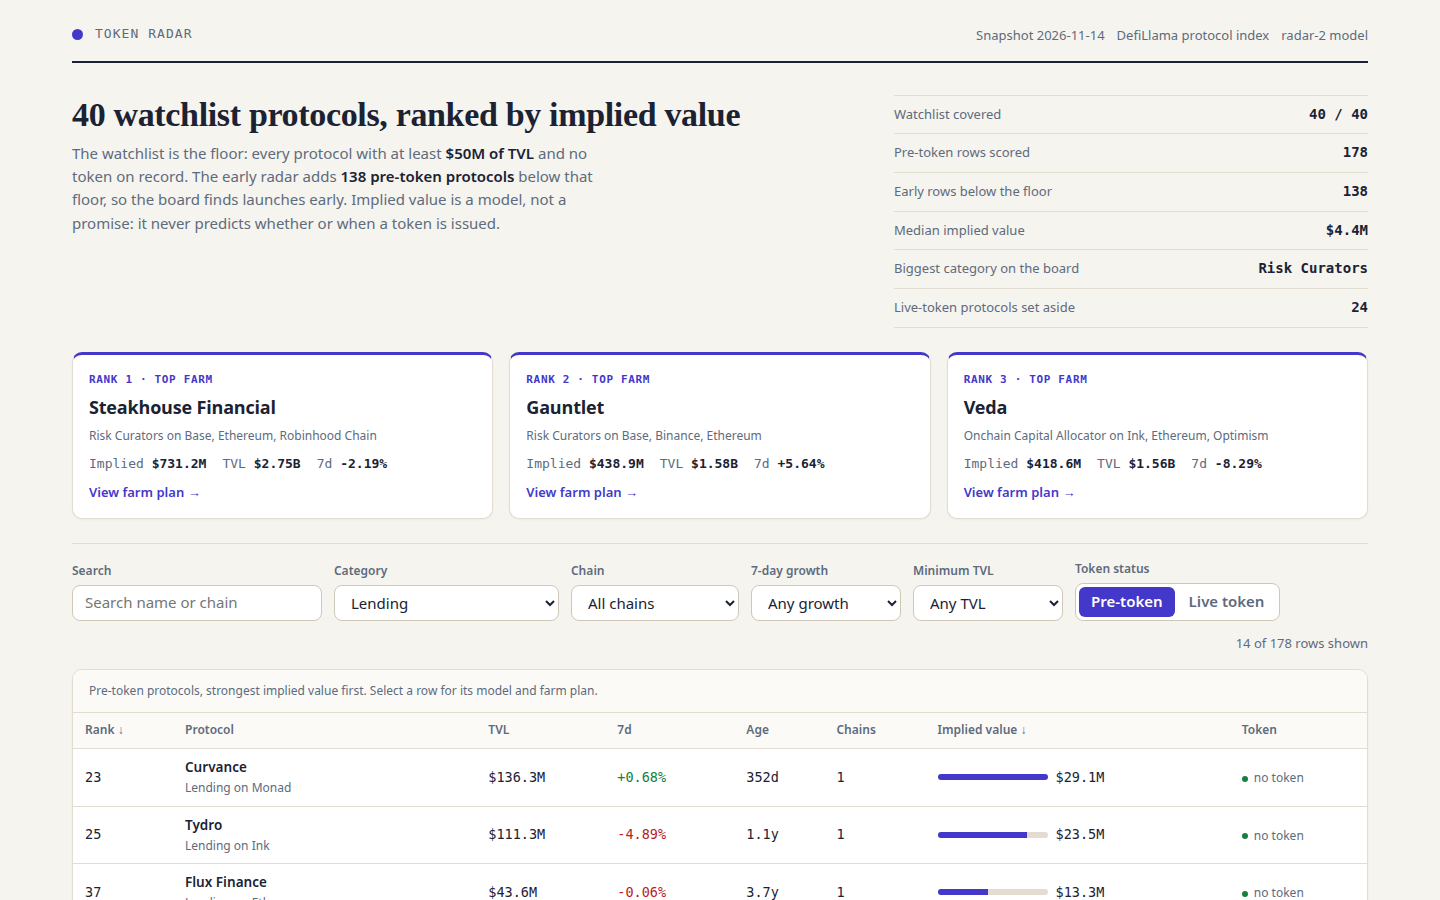 TOKEN RADAR
Snapshot 2026-11-14 DefiLlama protocol index radar-2 model
40 watchlist protocols, ranked by implied value
The watchlist is the floor: every protocol with at least $50M of TVL and no
token on record. The early radar adds 138 pre-token protocols below that
floor, so the board finds launches early. Implied value is a model, not a
promise: it never predicts whether or when a token is issued.
Watchlist covered 40 / 40
Pre-token rows scored 178
Early rows below the floor 138
Median implied value $4.4M
Biggest category on the board Risk Curators
Live-token protocols set aside 24
RANK 1 · TOP FARM
Steakhouse Financial
Risk Curators on Base, Ethereum, Robinhood Chain
Implied $731.2M TVL $2.75B 7d -2.19%
View farm plan →
RANK 2 · TOP FARM
Gauntlet
Risk Curators on Base, Binance, Ethereum
Implied $438.9M TVL $1.58B 7d +5.64%
View farm plan →
RANK 3 · TOP FARM
Veda
Onchain Capital Allocator on Ink, Ethereum, Optimism
Implied $418.6M TVL $1.56B 7d -8.29%
View farm plan →
Search Category Chain 7-day growth Minimum TVL Token status
Search name or chain Lending All chains Any growth Any TVL Pre-token Live token
14 of 178 rows shown
Pre-token protocols, strongest implied value first. Select a row for its model and farm plan.
Rank ↓ Protocol TVL 7d Age Chains Implied value ↓ Token
23 Curvance $136.3M +0.68% 352d 1 $29.1M no token
Lending on Monad
25 Tydro $111.3M -4.89% 1.1y 1 $23.5M no token
Lending on Ink
37 Flux Finance $43.6M -0.06% 3.7y 1 $13.3M no token